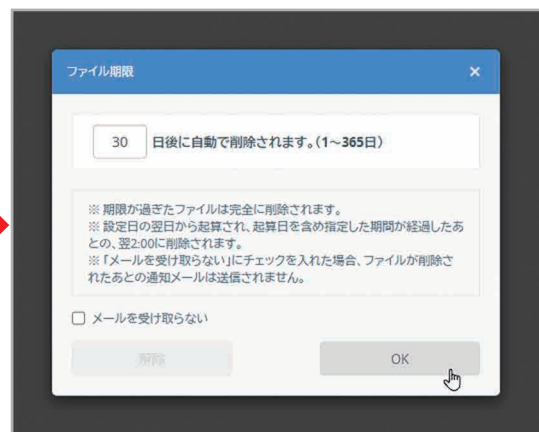 ファイル期限 ×
30 日後に自動で削除されます。（1～365日）
※ 期限が過ぎたファイルは完全に削除されます。
※ 設定日の翌日から起算され、起算日を含め指定した期間が経過したあ
との、翌2:00に削除されます。
※「メールを受け取らない」にチェックを入れた場合、ファイルが削除さ
れたあとの通知メールは送信されません。
メールを受け取らない
解除 OK